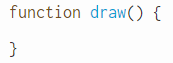 function draw() {
}